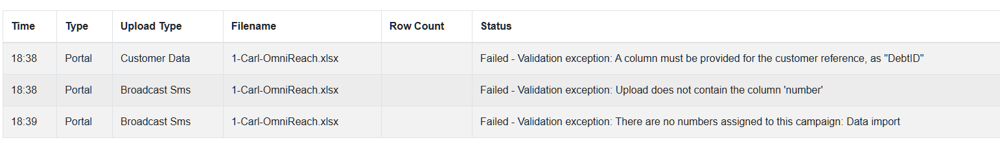 Time Type Upload Type Filename Row Count Status
18:38 Portal Customer Data 1-Carl-OmniReach.xlsx Failed - Validation exception: A column must be provided for the customer reference, as "DebtID"
18:38 Portal Broadcast Sms 1-Carl-OmniReach.xlsx Failed - Validation exception: Upload does not contain the column 'number'
18:39 Portal Broadcast Sms 1-Carl-OmniReach.xlsx Failed - Validation exception: There are no numbers assigned to this campaign: Data import